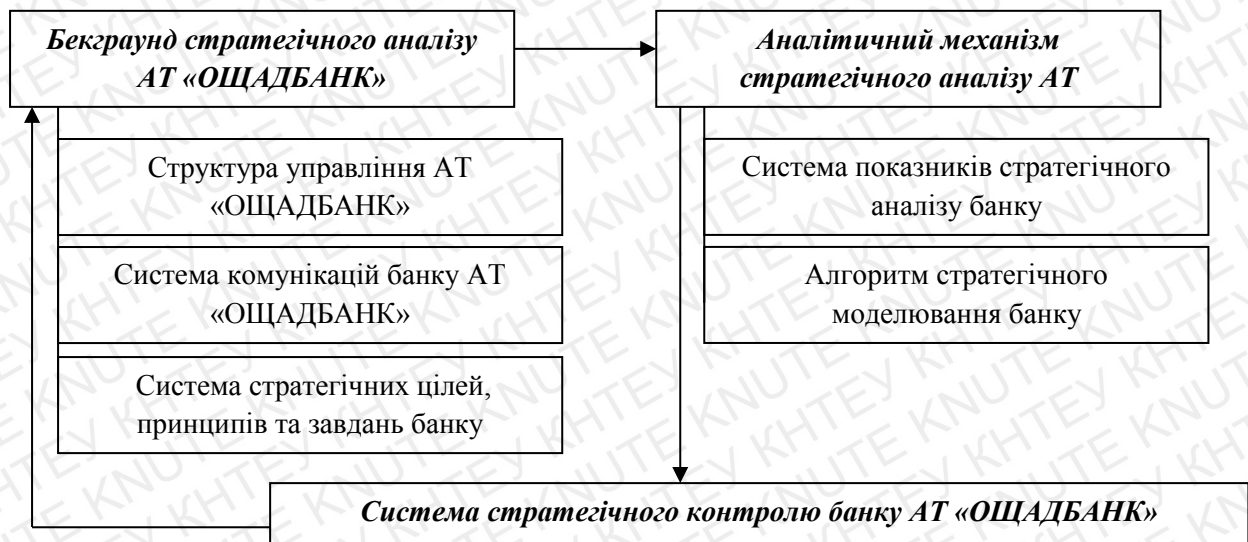 Бекграунд стратегічного аналізу
АТ «ОЩАДБАНК»
Аналітичний механізм
стратегічного аналізу АТ
Структура управління АТ
«ОЩАДБАНК»
Система комунікацій банку АТ
«ОЩАДБАНК»
Система стратегічних цілей,
принципів та завдань банку
Система показників стратегічного
аналізу банку
Алгоритм стратегічного
моделювання банку
Система стратегічного контролю банку АТ «ОЩАДБАНК»